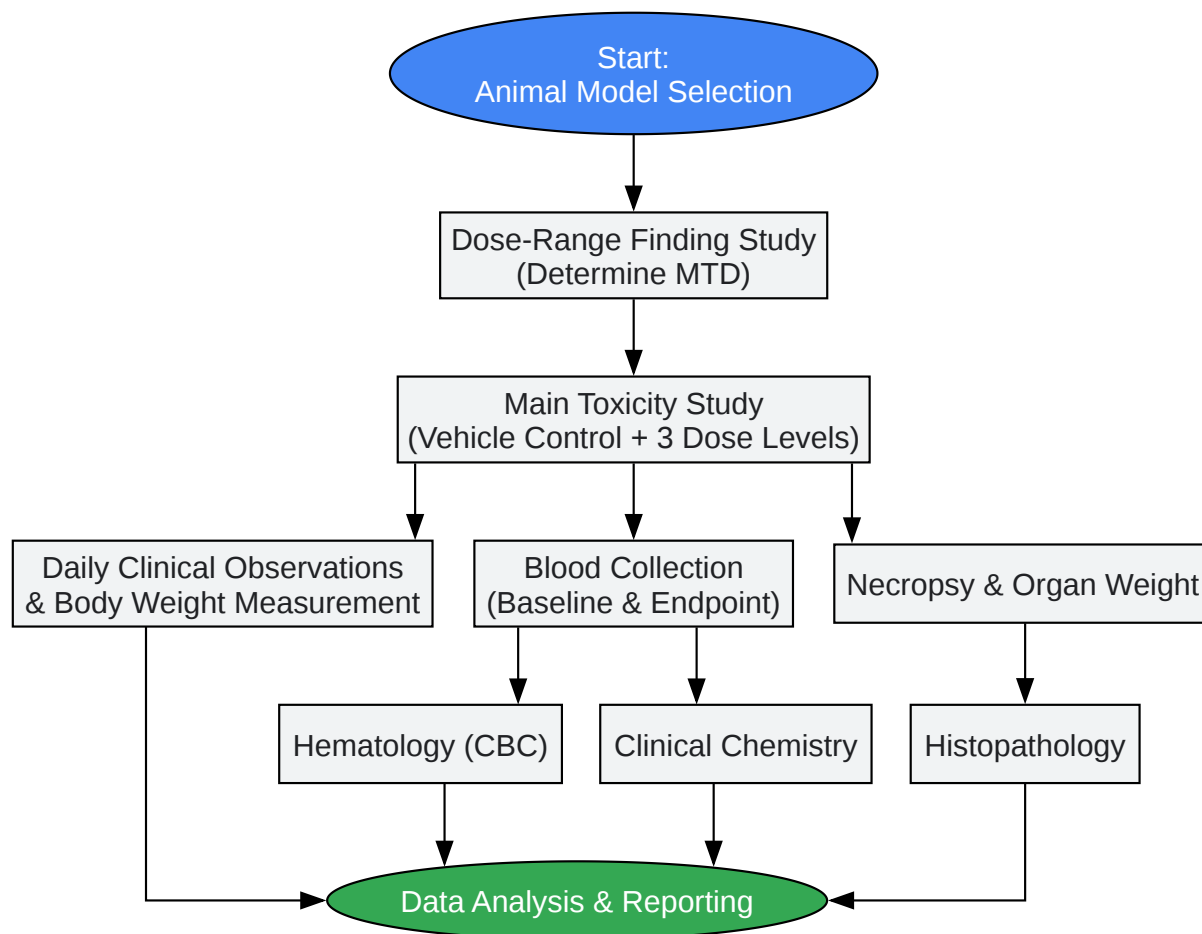 Start:
Animal Model Selection
Dose-Range Finding Study
(Determine MTD)
Main Toxicity Study
(Vehicle Control + 3 Dose Levels)
Daily Clinical Observations
& Body Weight Measurement
Blood Collection
(Baseline & Endpoint)
Necropsy & Organ Weight
Hematology (CBC)
Clinical Chemistry
Histopathology
Data Analysis & Reporting